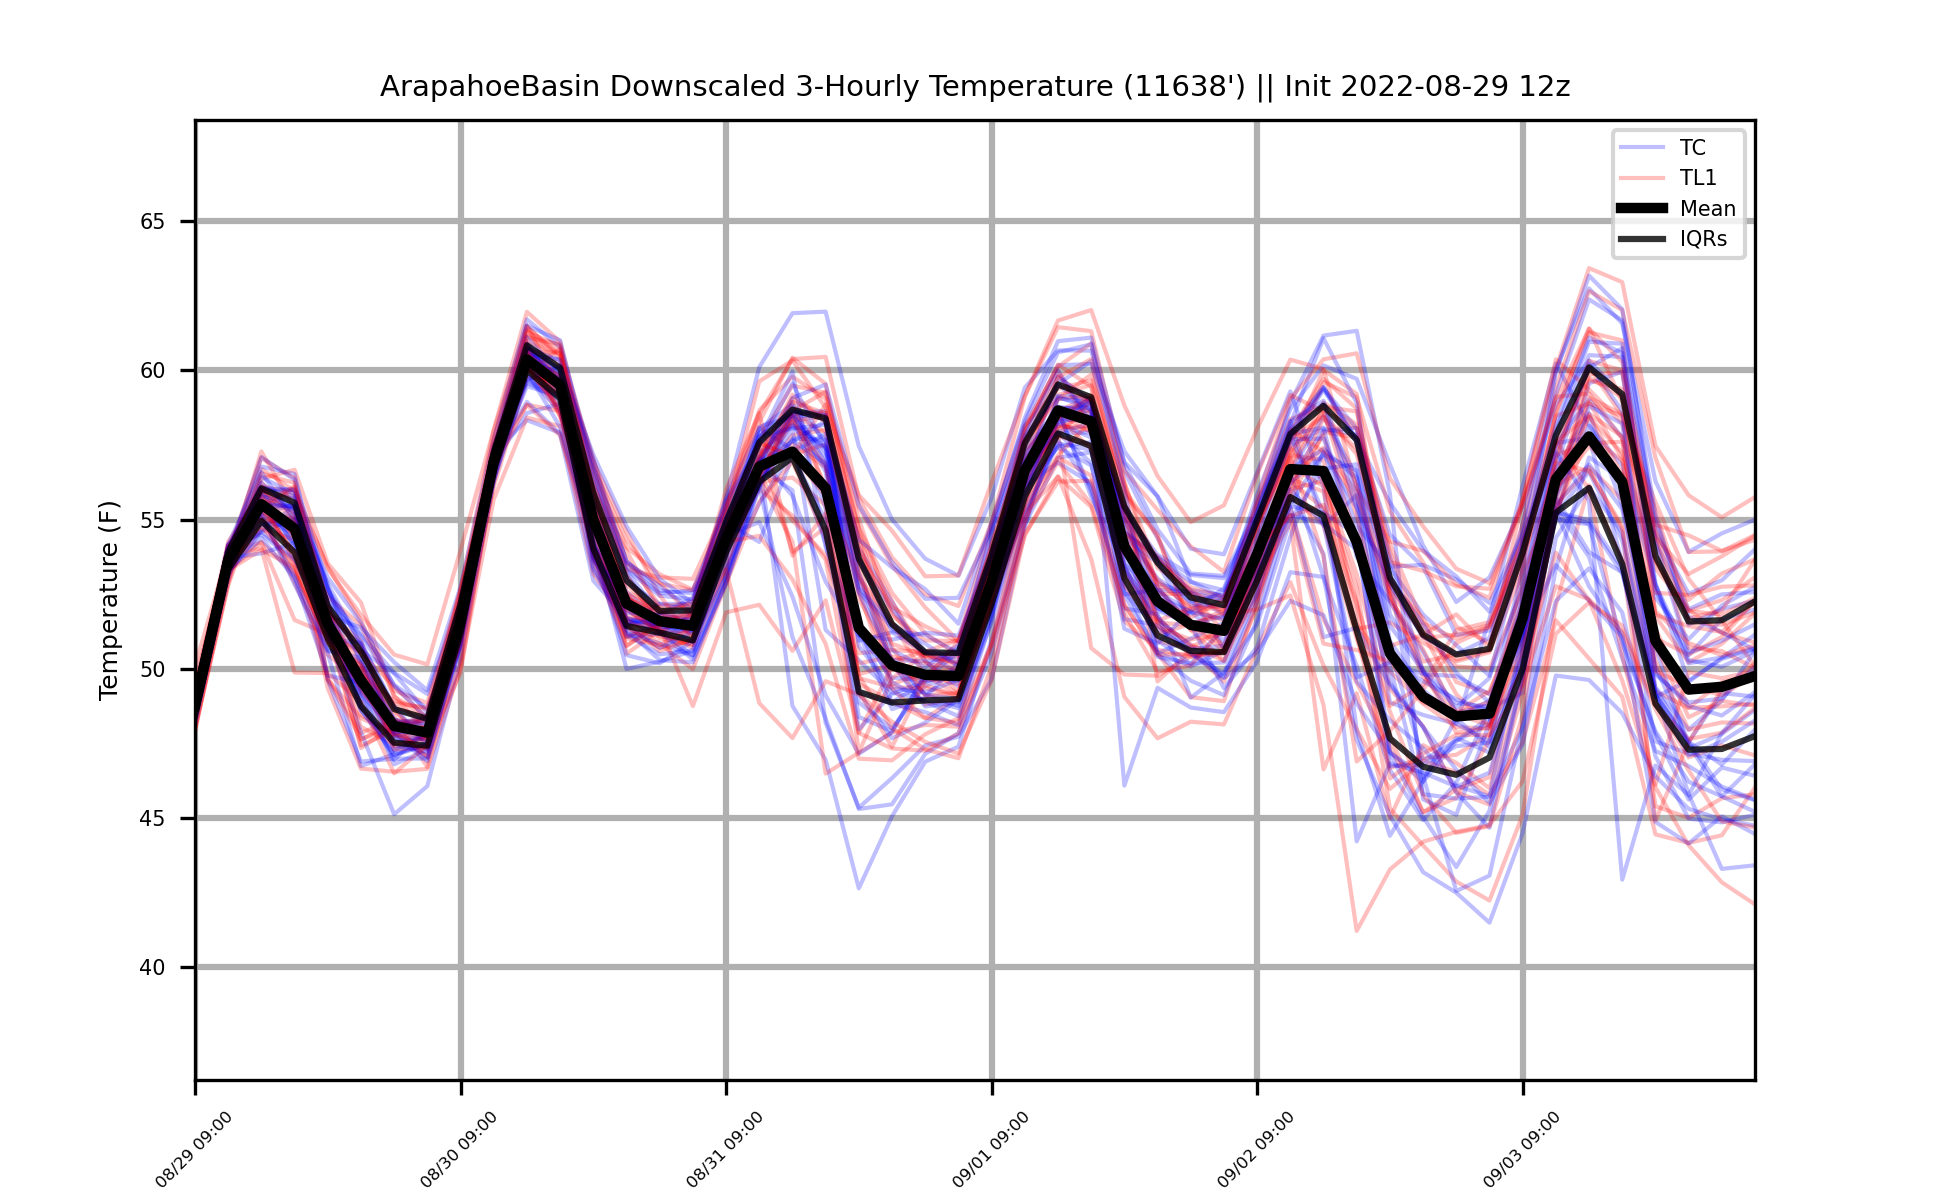 ArapahoeBasin Downscaled 3-Hourly Temperature (11638') || Init 2022-08-29 12z
TC
TL1
Mean
IQRs
Temperature (F)
65
60
55
50
45
40
08/29 09:00
08/30 09:00
08/31 09:00
09/01 09:00
09/02 09:00
09/03 09:00